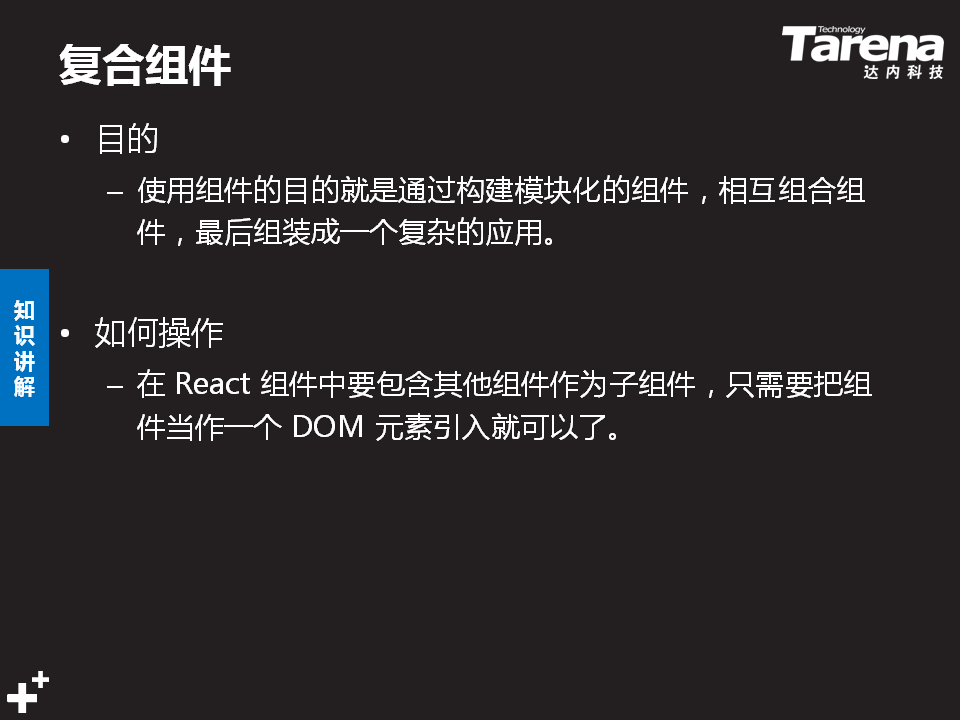 复合组件
Technology
Tarena
达内科技
• 目的
– 使用组件的目的就是通过构建模块化的组件，相互组合组
件，最后组装成一个复杂的应用。
知识讲解
• 如何操作
– 在 React 组件中要包含其他组件作为子组件，只需要把组
件当作一个 DOM 元素引入就可以了。